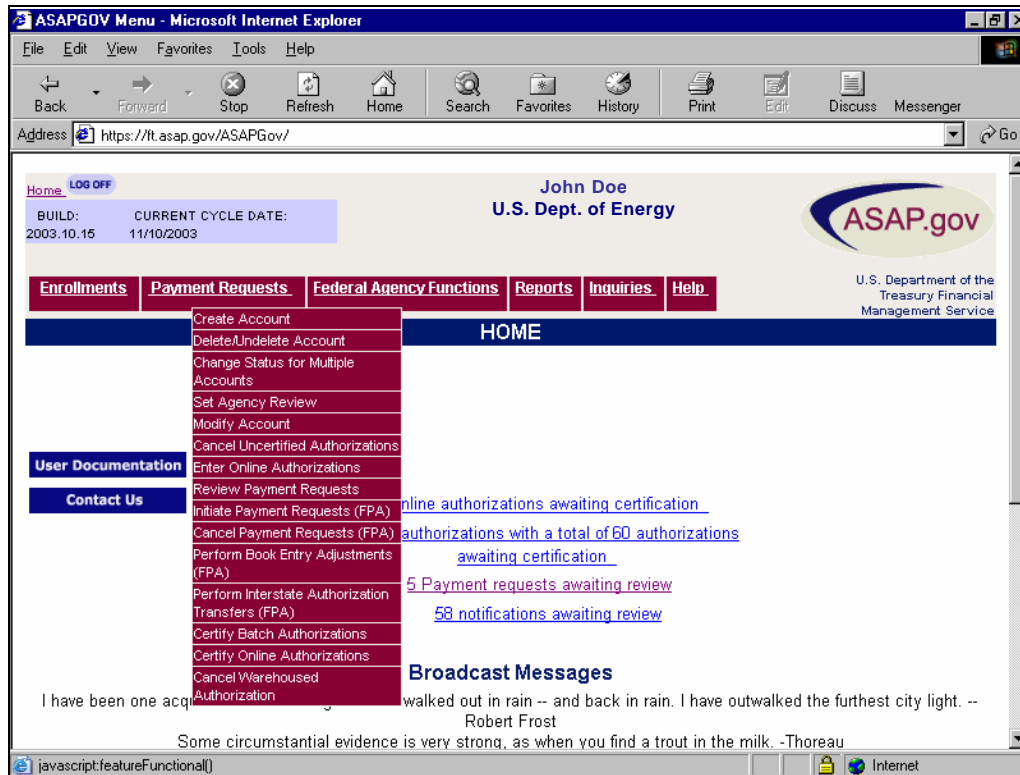 ASAPGOV Menu - Microsoft Internet Explorer
File Edit View Favorites Tools Help
Back Forward Stop Refresh Home Search Favorites History Print Edit Discuss Messenger
Address https://ft.asap.gov/ASAPGov/ Go
Home LOG OFF
John Doe
U.S. Dept. of Energy
BUILD: CURRENT CYCLE DATE:
2003.10.15 11/10/2003
ASAP.gov
U.S. Department of the
Treasury Financial
Management Service
Enrollments Payment Requests Federal Agency Functions Reports Inquiries Help
HOME
Create Account
Delete/Undelete Account
Change Status for Multiple
Accounts
Set Agency Review
Modify Account
Cancel Uncertified Authorizations
Enter Online Authorizations
Review Payment Requests
Initiate Payment Requests (FPA)
Cancel Payment Requests (FPA)
Perform Book Entry Adjustments
(FPA)
Perform Interstate Authorization
Transfers (FPA)
Certify Batch Authorizations
Certify Online Authorizations
Cancel Warehoused
Authorization
User Documentation
Contact Us
nline authorizations awaiting certification
authorizations with a total of 60 authorizations
awaiting certification
5 Payment requests awaiting review
58 notifications awaiting review
Broadcast Messages
I have been one acq walked out in rain -- and back in rain. I have outwalked the furthest city light. --
Robert Frost
Some circumstantial evidence is very strong, as when you find a trout in the milk. -Thoreau
javascript:featureFunctional() Internet